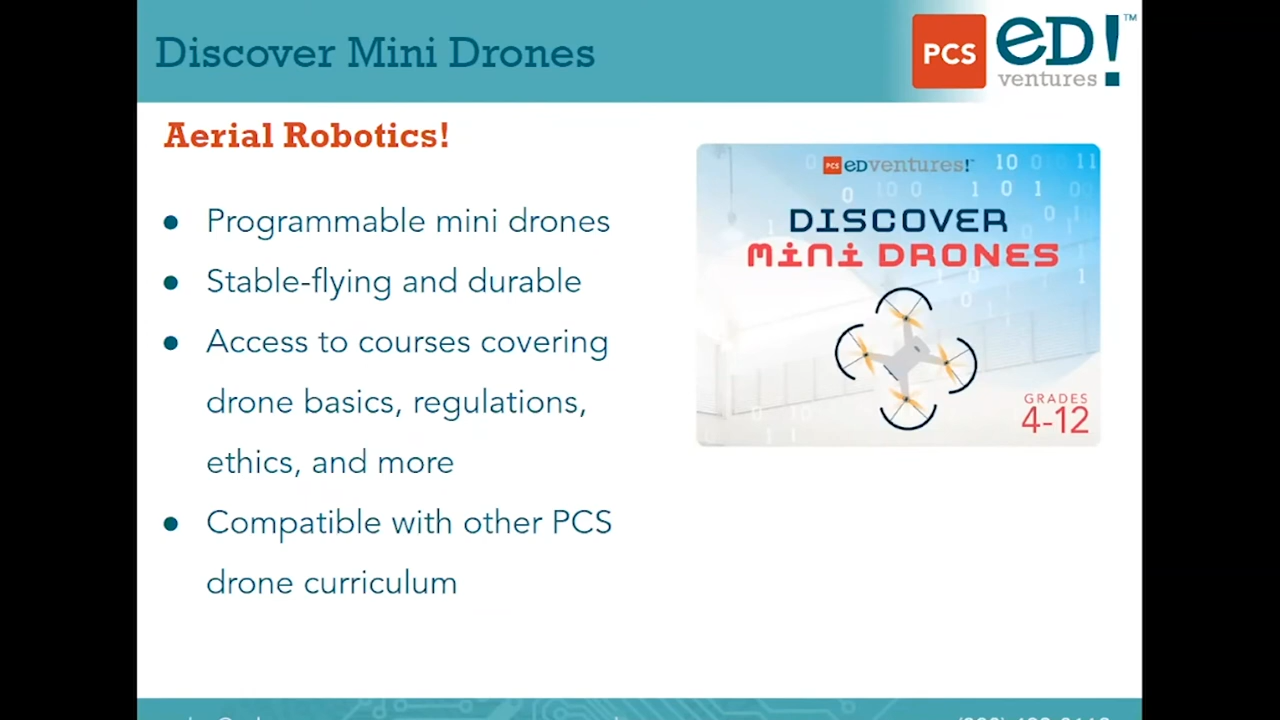 Discover Mini Drones
PCS
eD!™
ventures
Aerial Robotics!
● Programmable mini drones
● Stable-flying and durable
● Access to courses covering
drone basics, regulations,
ethics, and more
● Compatible with other PCS
drone curriculum
PCS eDventures!™
DISCOVER
MINI DRONES
GRADES
4-12